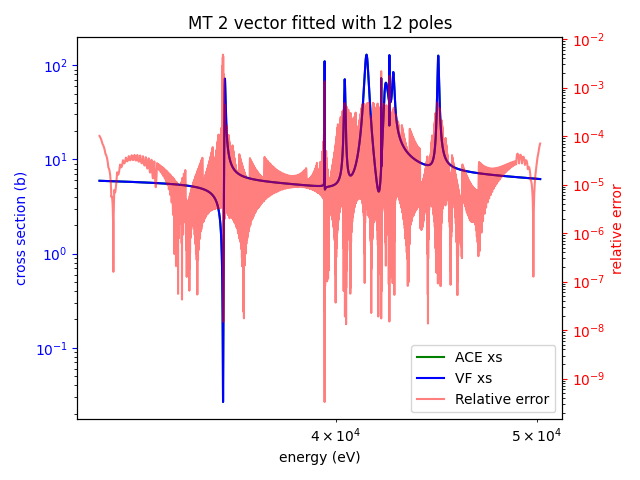 MT 2 vector fitted with 12 poles
cross section (b)
10²
10¹
10⁰
10⁻¹
10⁻²
10⁻³
10⁻⁴
10⁻⁵
10⁻⁶
10⁻⁷
10⁻⁸
10⁻⁹
relative error
ACE xs
VF xs
Relative error
4 × 10⁴
5 × 10⁴
energy (eV)